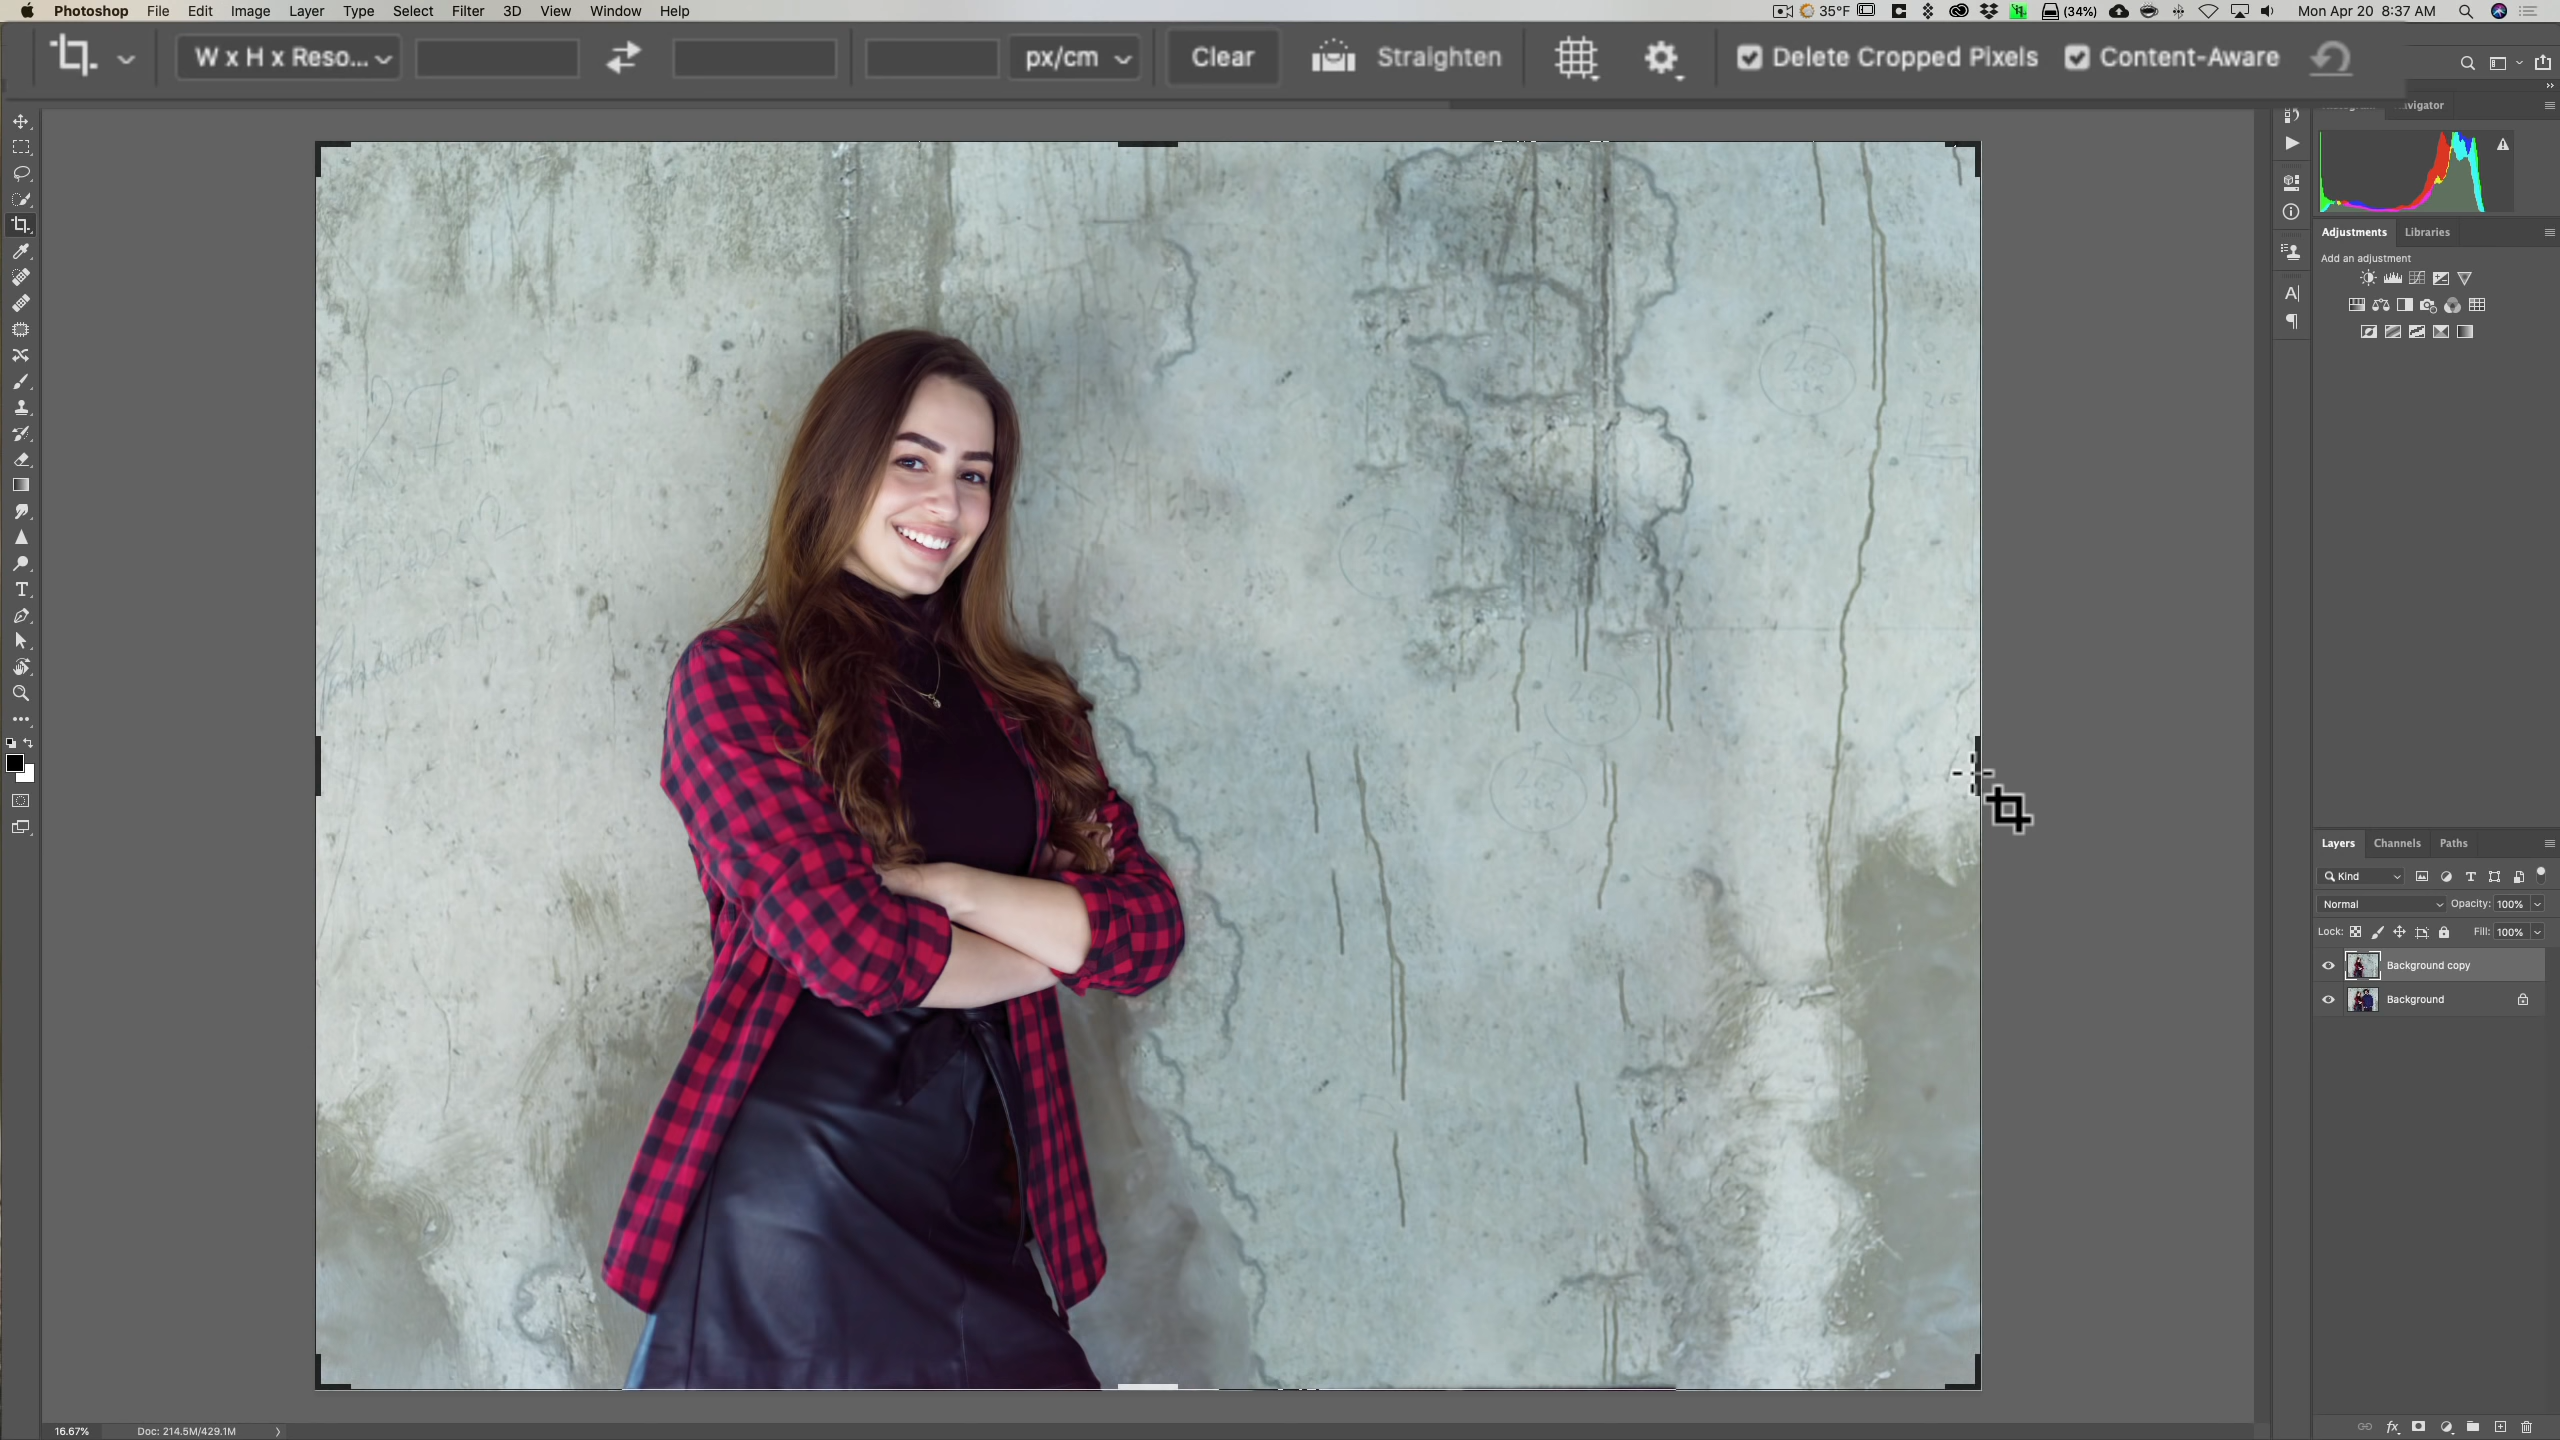 Photoshop File Edit Image Layer Type Select Filter 3D View Window Help 35°F (34%) Mon Apr 20 8:37 AM
W x H x Reso... px/cm Clear Straighten Delete Cropped Pixels Content-Aware
Navigator
Adjustments Libraries
Add an adjustment
Layers Channels Paths
Kind
Normal Opacity: 100%
Lock: Fill: 100%
Background copy
Background
16.67% Doc: 214.5M/429.1M